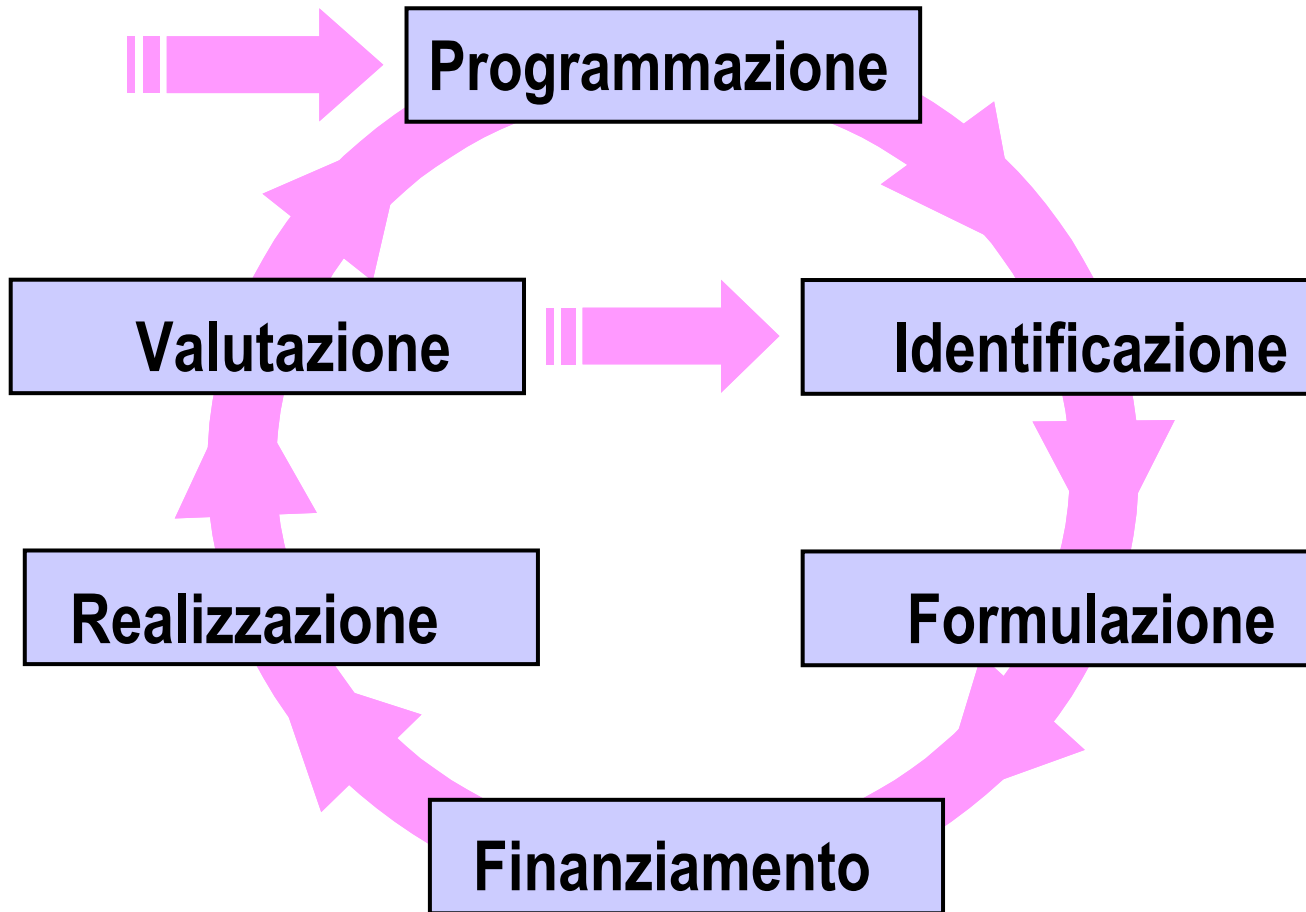 Programmazione
Valutazione
Identificazione
Realizzazione
Formulazione
Finanziamento